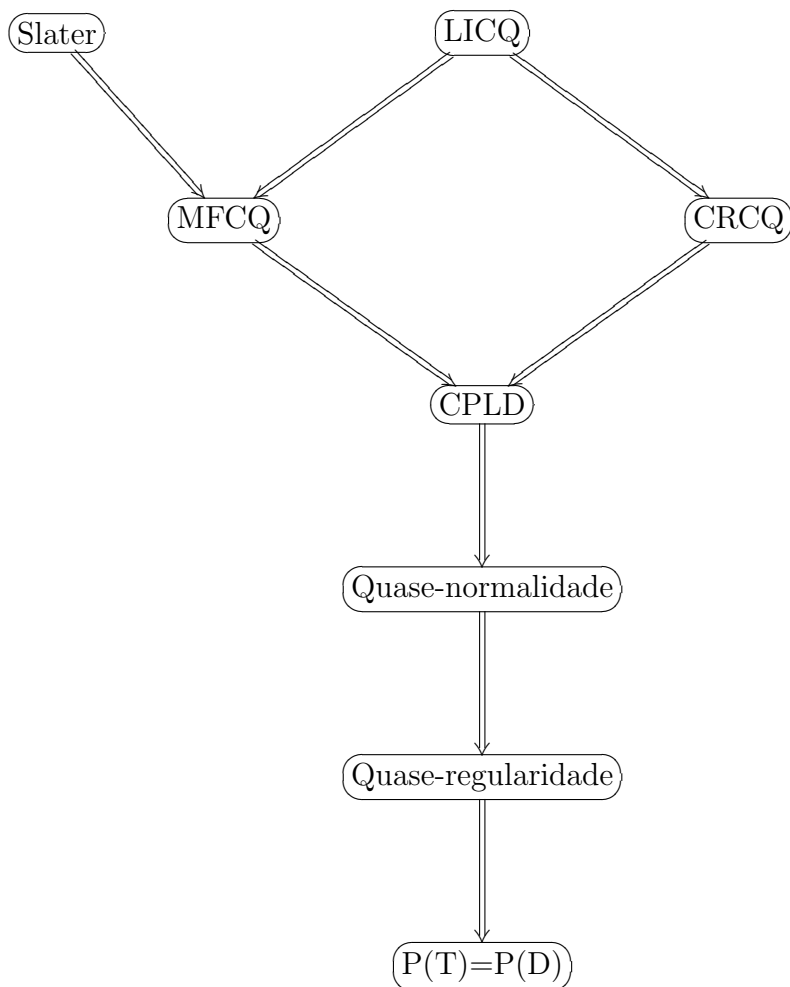 Slater
LICQ
MFCQ
CRCQ
CPLD
Quase-normalidade
Quase-regularidade
P(T)=P(D)